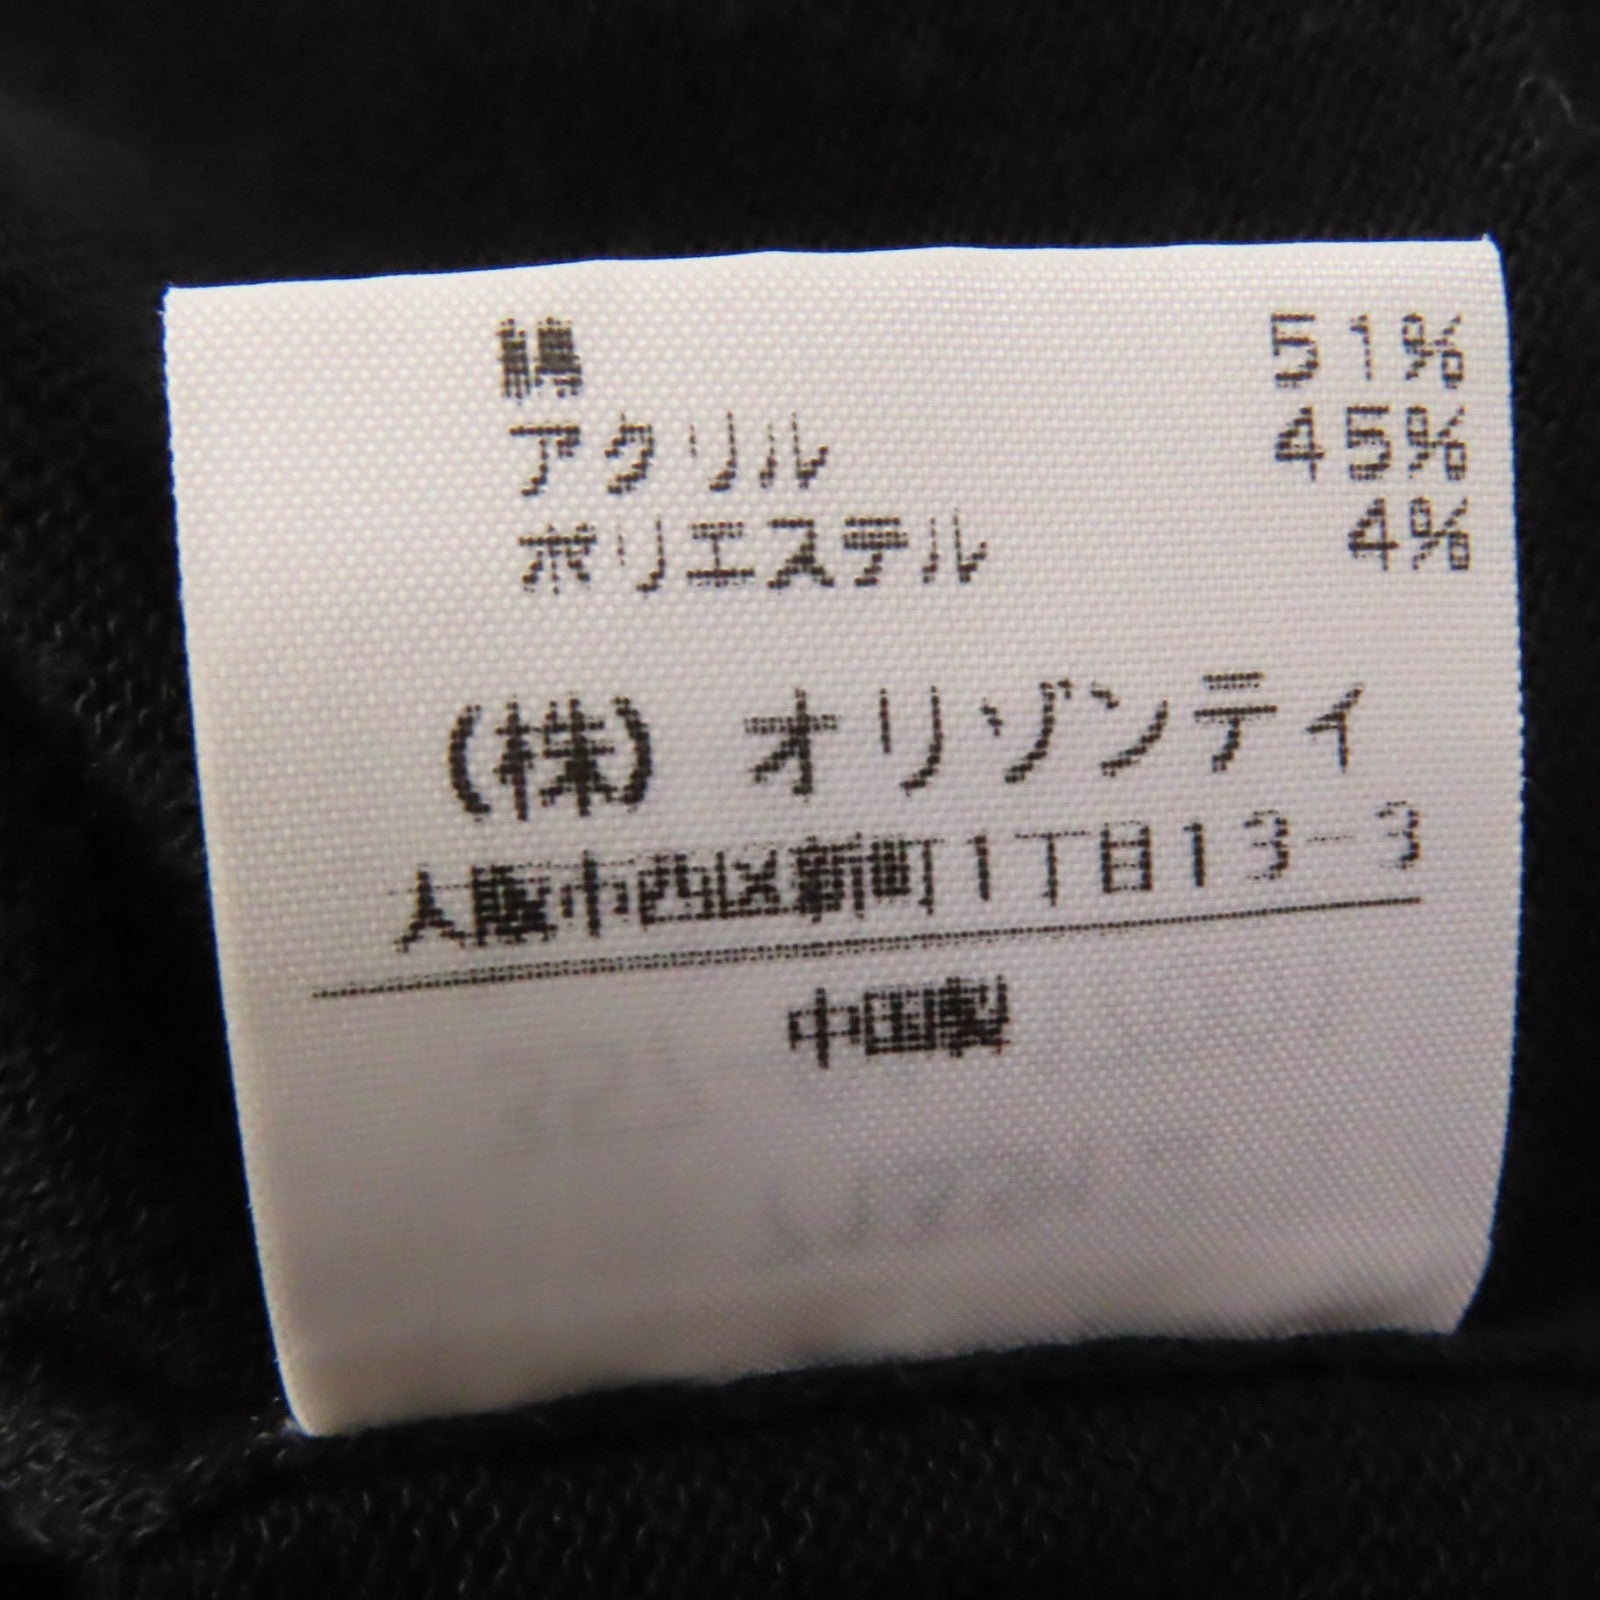 綿 51%
アクリル 45%
ポリエステル 4%
(株) オリゾンティ
大阪市西区新町1丁目13-3
中国製